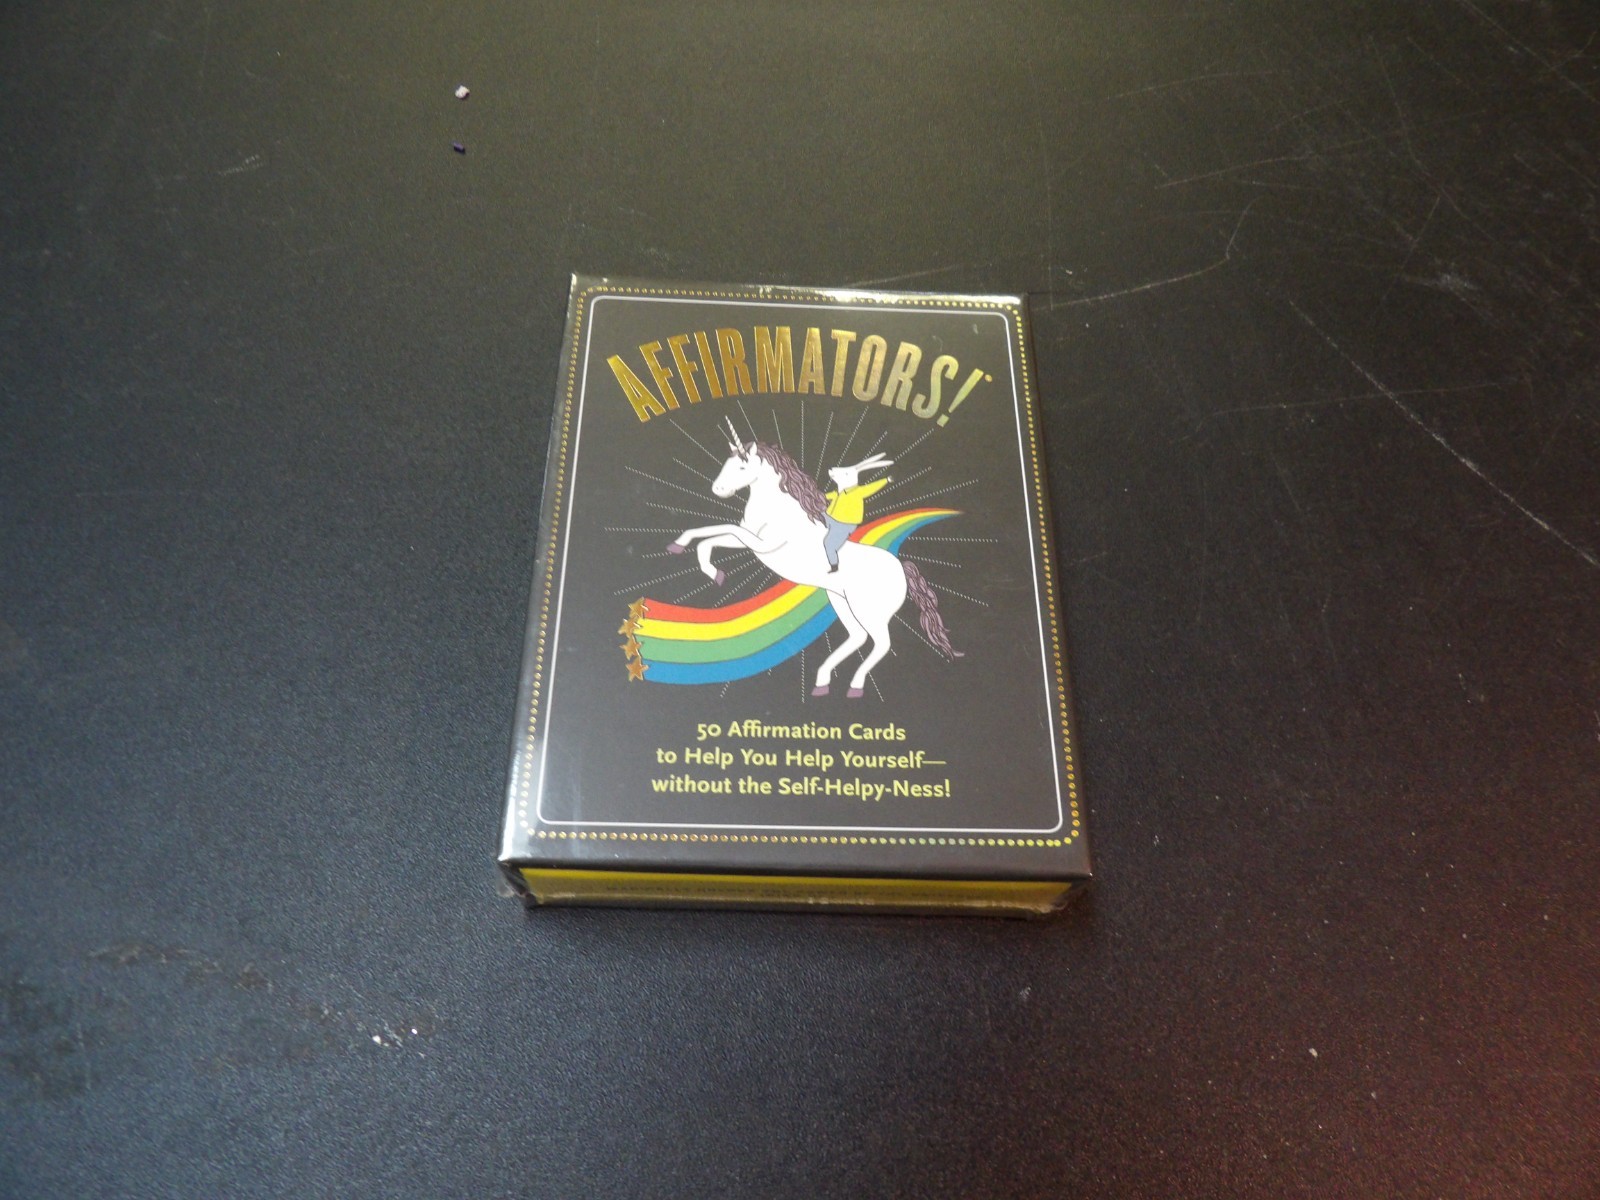 AFFIRMATORS!
50 Affirmation Cards
to Help You Help Yourself—
without the Self-Helpy-Ness!